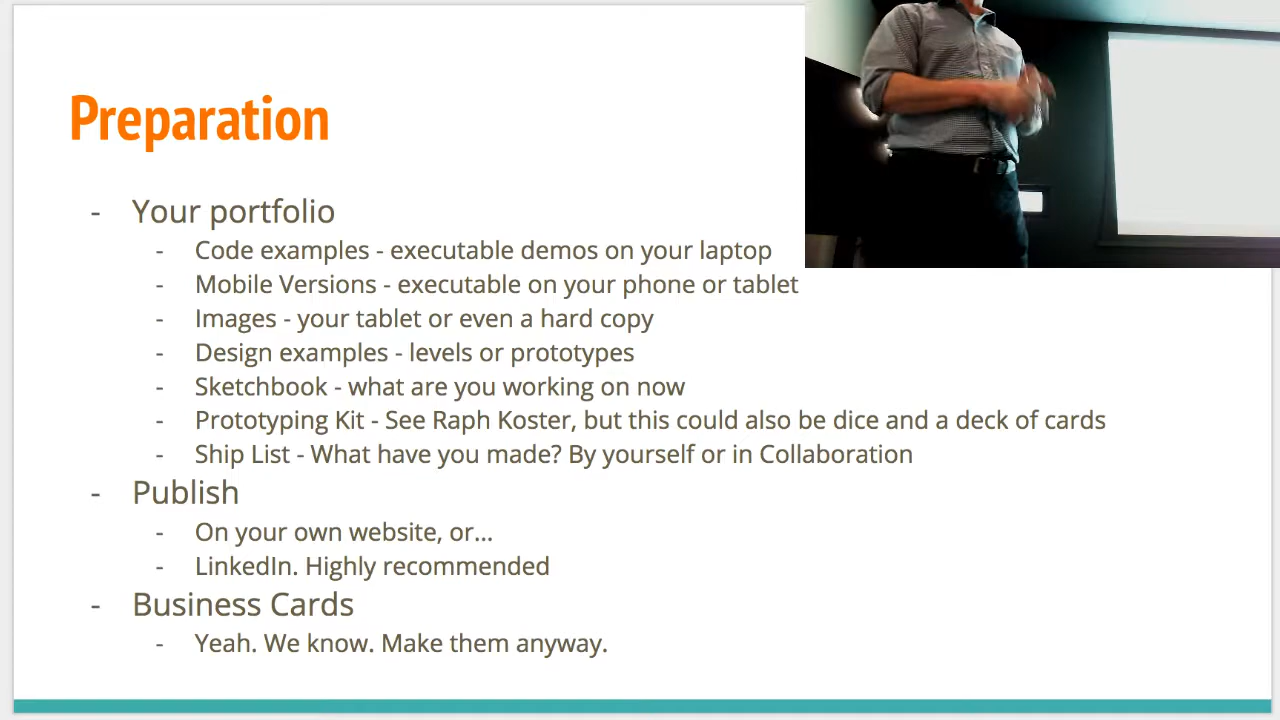 Preparation
- Your portfolio
- Code examples - executable demos on your laptop
- Mobile Versions - executable on your phone or tablet
- Images - your tablet or even a hard copy
- Design examples - levels or prototypes
- Sketchbook - what are you working on now
- Prototyping Kit - See Raph Koster, but this could also be dice and a deck of cards
- Ship List - What have you made? By yourself or in Collaboration
- Publish
- On your own website, or...
- LinkedIn. Highly recommended
- Business Cards
- Yeah. We know. Make them anyway.